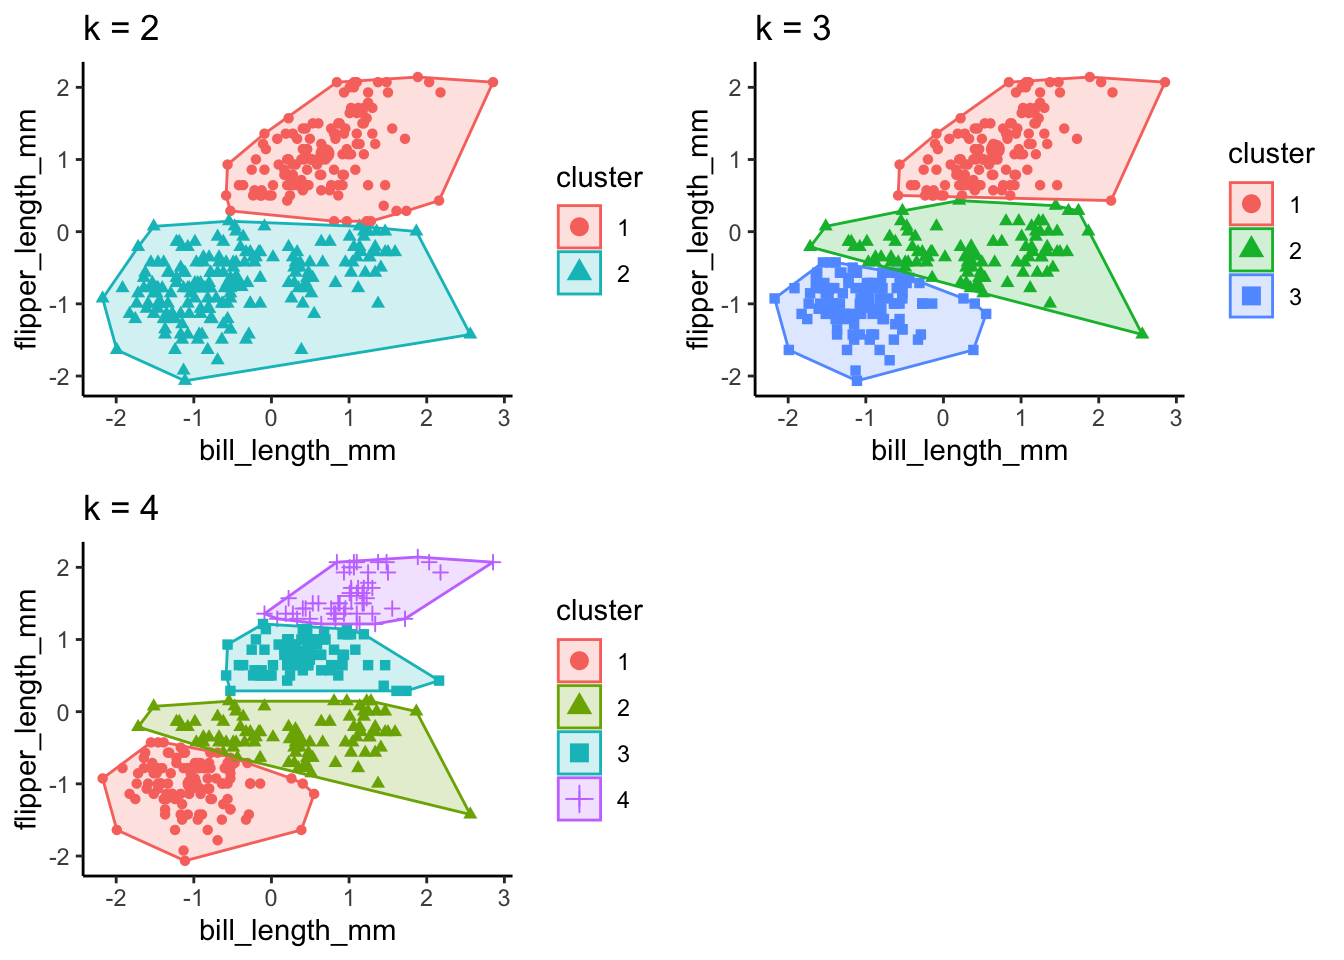 k = 2
2
1
0
-1
-2
flipper_length_mm
-2 -1 0 1 2 3
bill_length_mm
cluster
1
2
k = 3
2
1
0
-1
-2
flipper_length_mm
-2 -1 0 1 2 3
bill_length_mm
cluster
1
2
3
k = 4
2
1
0
-1
-2
flipper_length_mm
-2 -1 0 1 2 3
bill_length_mm
cluster
1
2
3
4